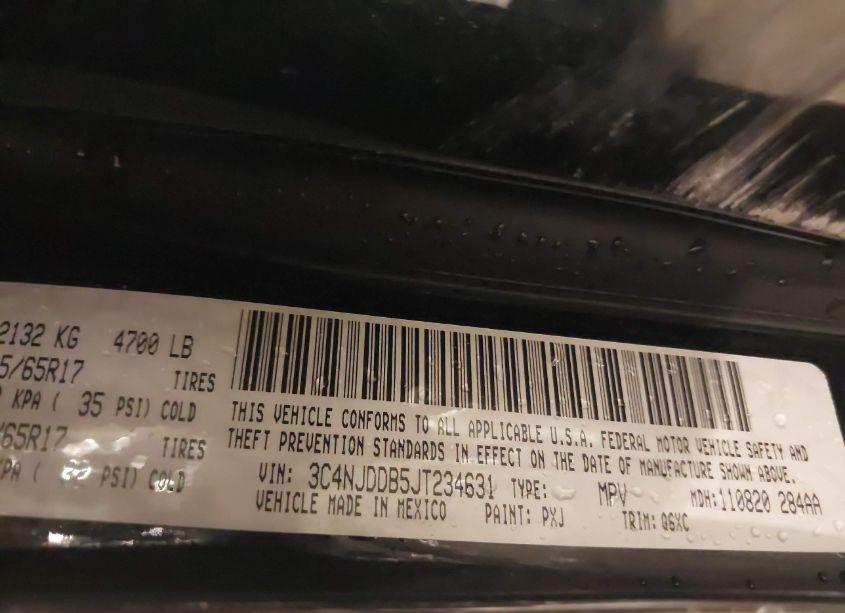 2132 KG 4700 LB
5/65R17 TIRES
KPA ( 35 PSI) COLD
/65R17 TIRES
KPA ( PSI) COLD
THIS VEHICLE CONFORMS TO ALL APPLICABLE U.S.A. FEDERAL MOTOR VEHICLE SAFETY AND
THEFT PREVENTION STANDARDS IN EFFECT ON THE DATE OF MANUFACTURE SHOWN ABOVE.
VIN: 3C4NJDDB5JT234631 TYPE: MPV MDH:110820 284AA
VEHICLE MADE IN MEXICO PAINT: PXJ TRIM: Q6XC